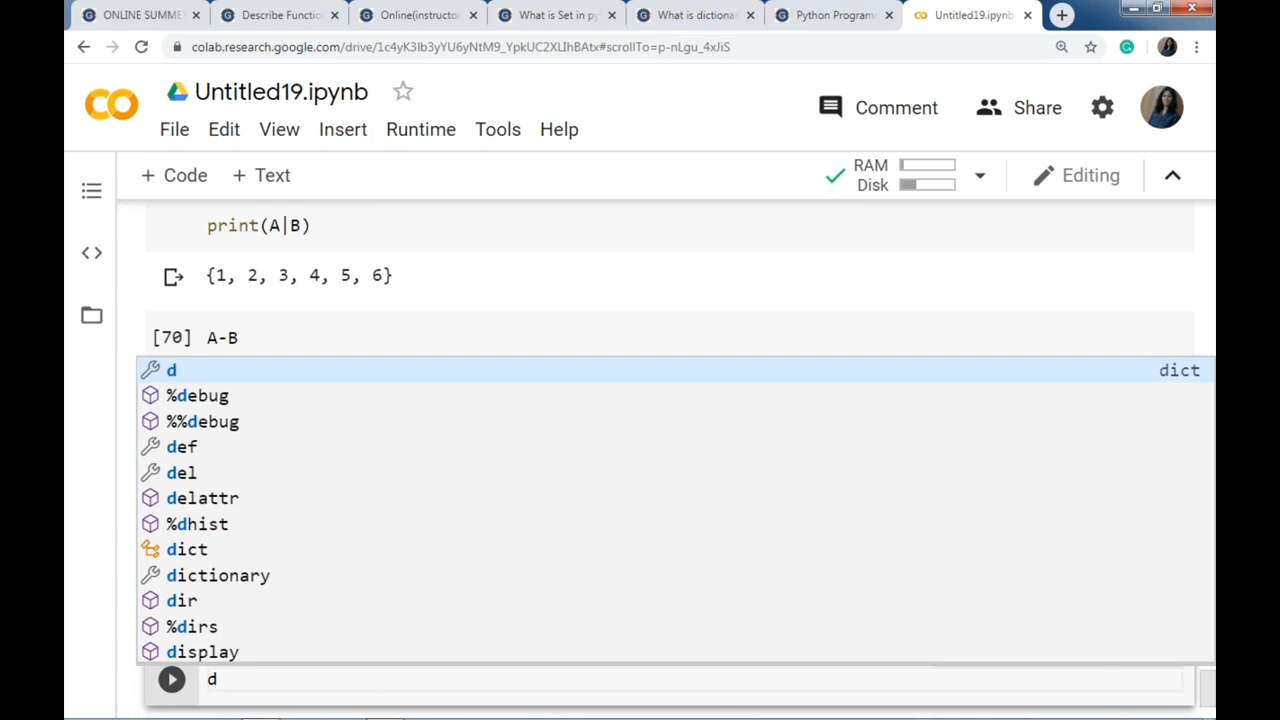 ONLINE SUMME
Describe Functio
Online(instructor
What is Set in py
What is dictiona
Python Program
Untitled19.ipynb
colab.research.google.com/drive/1c4yK3Ib3yYU6yNtM9_YpkUC2XLIhBAtx#scrollTo=p-nLgu_4xJiS
CO Untitled19.ipynb
File Edit View Insert Runtime Tools Help
Comment Share
+ Code + Text
RAM
Disk
Editing
print(A|B)
{1, 2, 3, 4, 5, 6}
[70] A-B
d dict
%debug
%%debug
def
del
delattr
%dhist
dict
dictionary
dir
%dirs
display
d